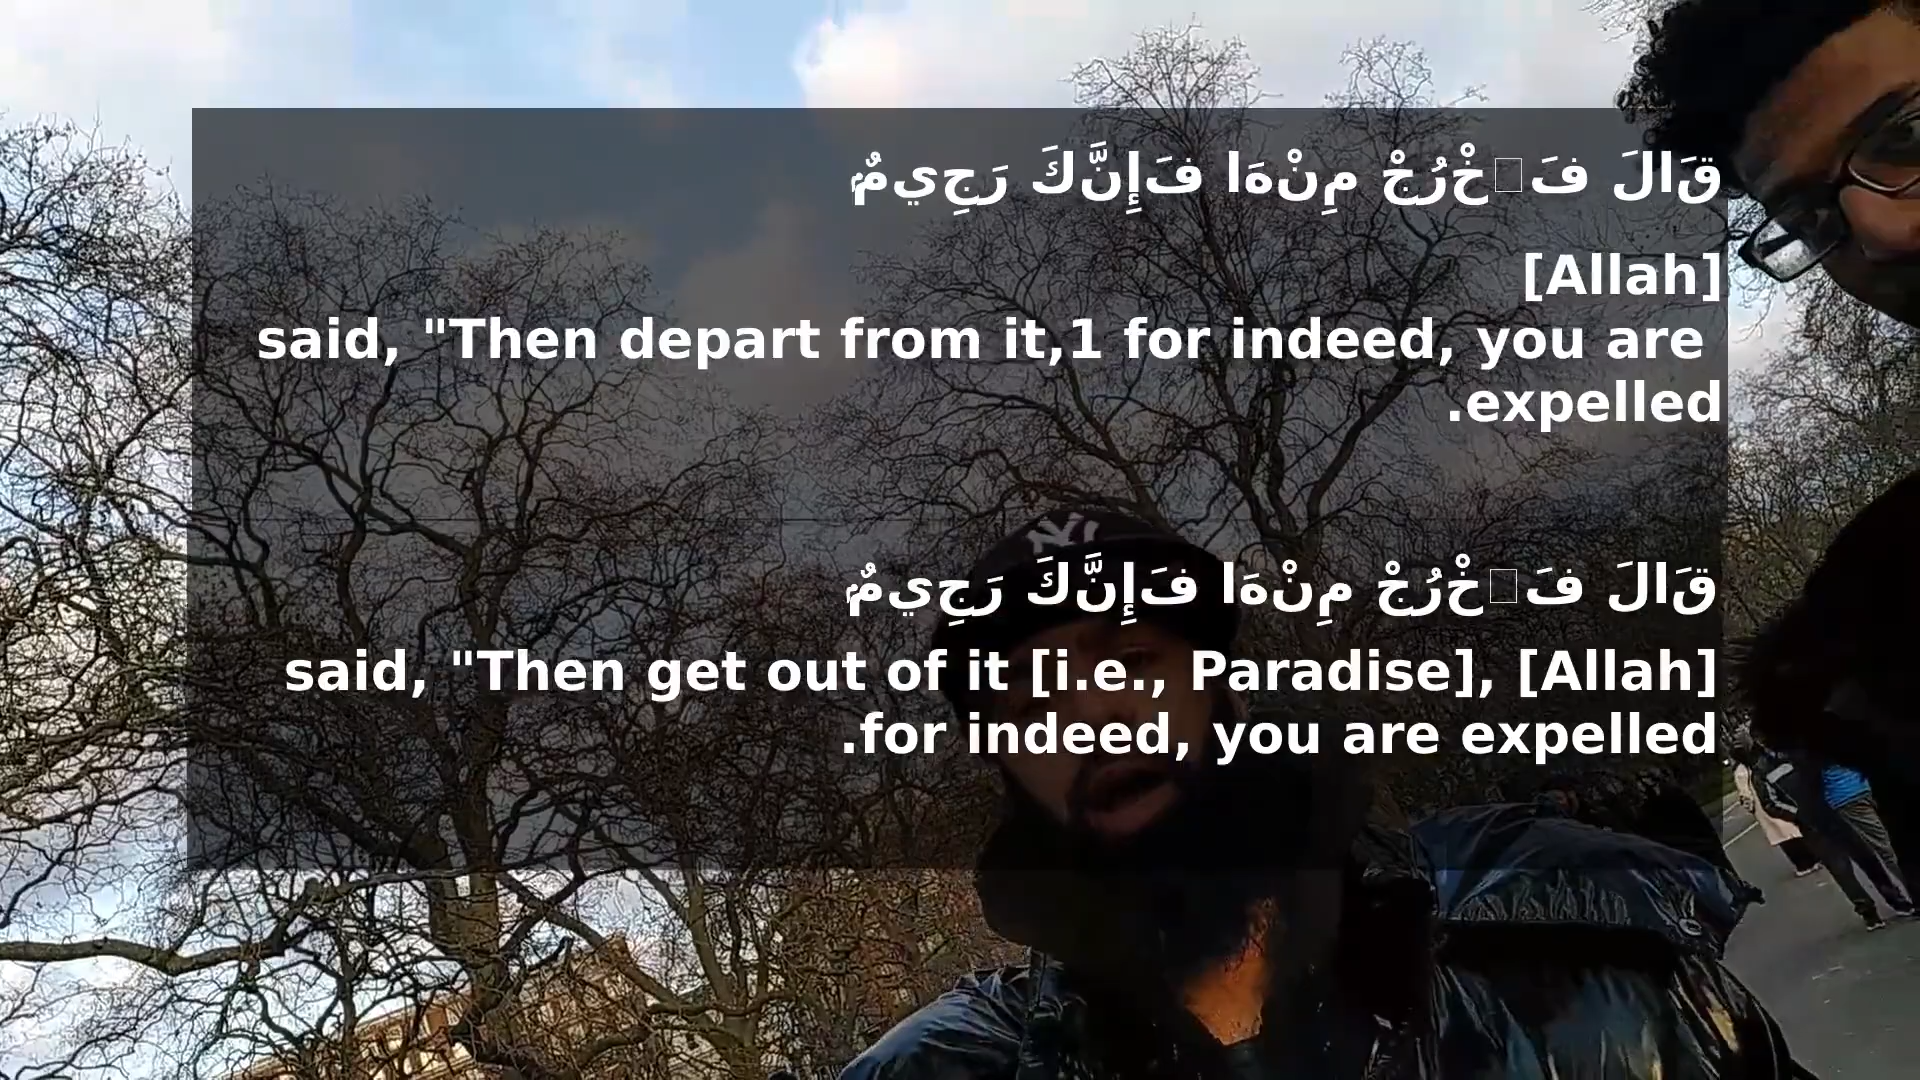 قَالَ فَ□خْرُجْ مِنْهَا فَإِنَّكَ رَجِيمٌۭ
[Allah]
said, "Then depart from it,1 for indeed, you are
.expelled
NY
قَالَ فَ□خْرُجْ مِنْهَا فَإِنَّكَ رَجِيمٌۭ
said, "Then get out of it [i.e., Paradise], [Allah]
.for indeed, you are expelled